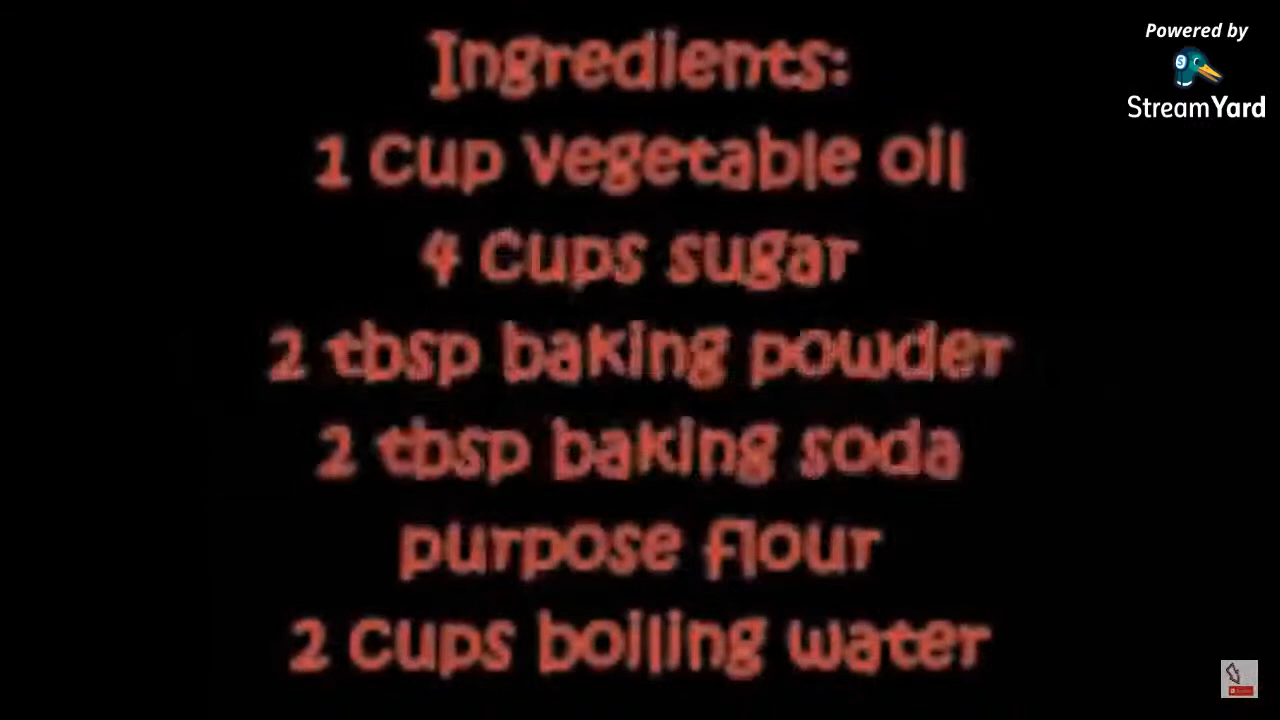 Ingredients:
1 cup vegetable oil
4 cups sugar
2 tbsp baking powder
2 tbsp baking soda
purpose flour
2 cups boiling water
Powered by
StreamYard